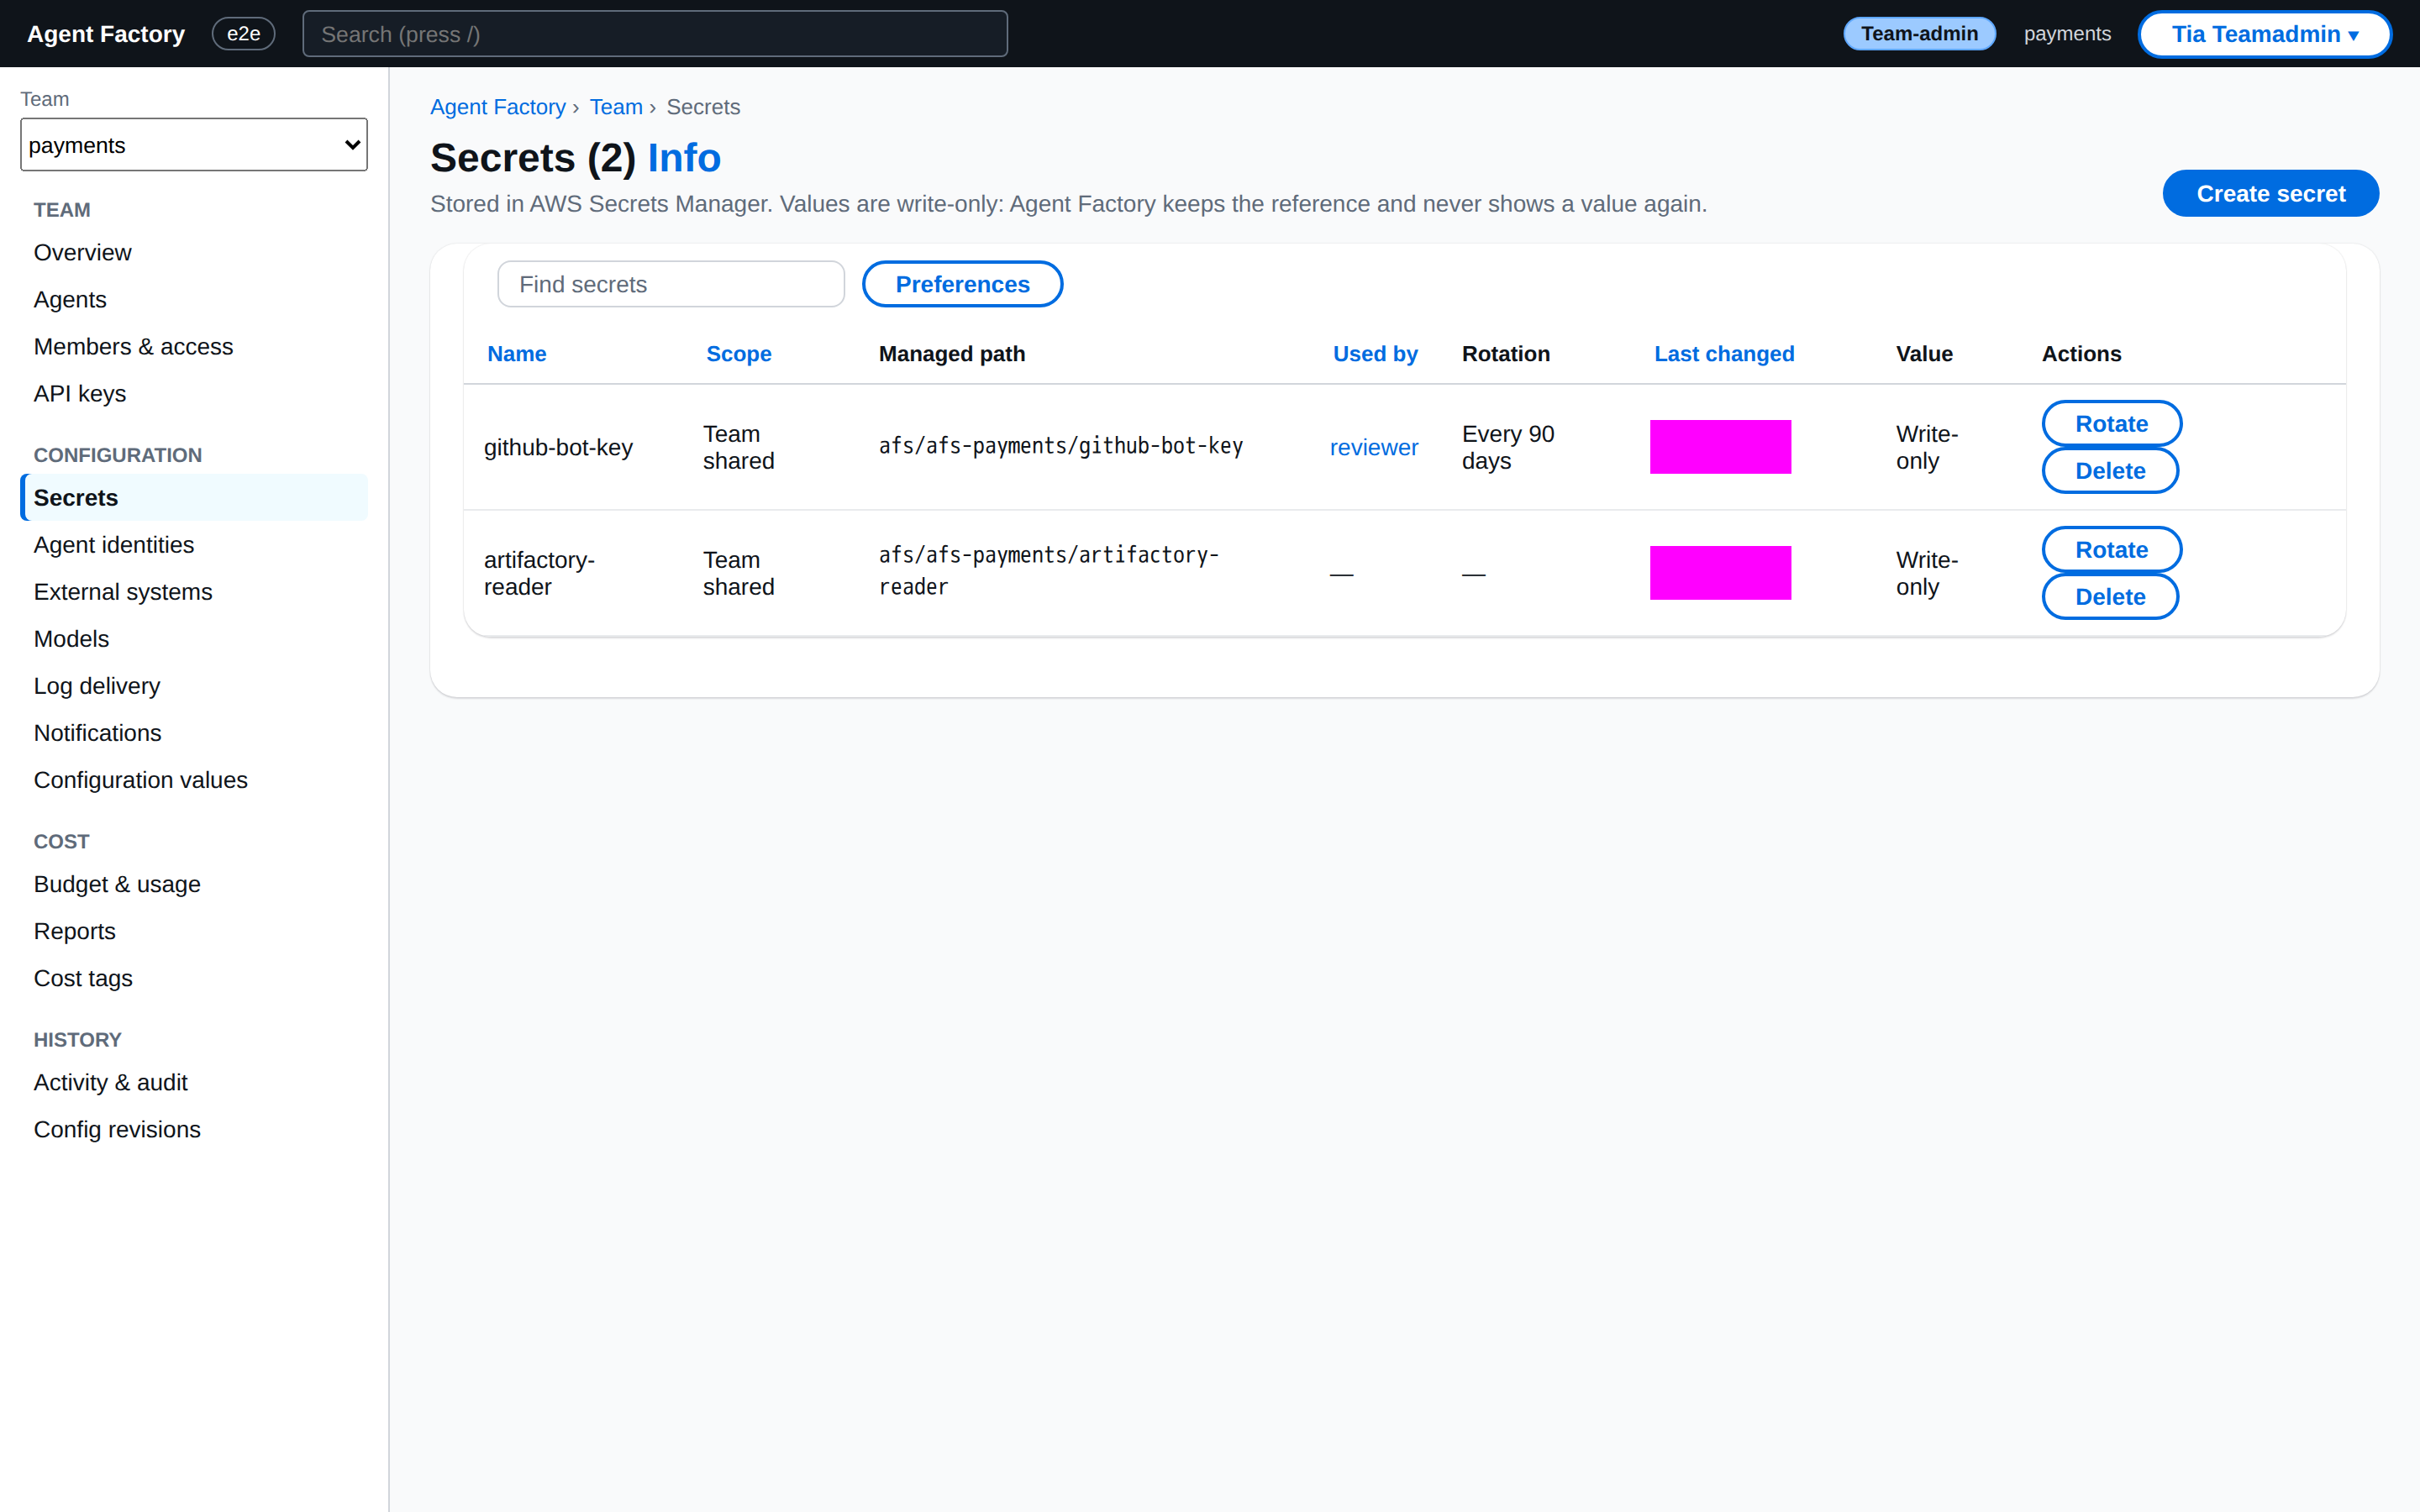 Agent Factory e2e Search (press /) Team-admin payments Tia Teamadmin ▾
Team
payments
TEAM
Overview
Agents
Members & access
API keys
CONFIGURATION
Secrets
Agent identities
External systems
Models
Log delivery
Notifications
Configuration values
COST
Budget & usage
Reports
Cost tags
HISTORY
Activity & audit
Config revisions
Agent Factory › Team › Secrets
Secrets (2) Info
Stored in AWS Secrets Manager. Values are write-only: Agent Factory keeps the reference and never shows a value again.
Create secret
Find secrets Preferences
Name Scope Managed path Used by Rotation Last changed Value Actions
github-bot-key Team shared afs/afs-payments/github-bot-key reviewer Every 90 days Write-only Rotate Delete
artifactory-reader Team shared afs/afs-payments/artifactory-reader — — Write-only Rotate Delete